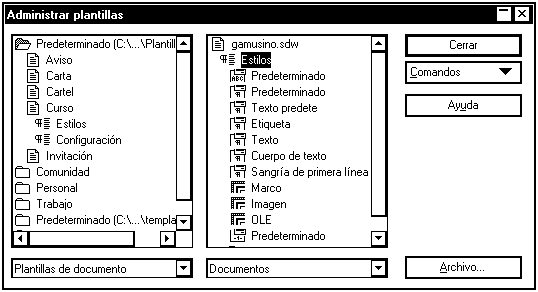 Administrar plantillas
Predeterminado (C:\...\Plantill
Aviso
Carta
Cartel
Curso
Estilos
Configuración
Invitación
Comunidad
Personal
Trabajo
Predeterminado (C:\...\templa
Plantillas de documento
gamusino.sdw
Estilos
Predeterminado
Predeterminado
Texto predete
Etiqueta
Texto
Cuerpo de texto
Sangría de primera línea
Marco
Imagen
OLE
Predeterminado
Documentos
Cerrar
Comandos
Ayuda
Archivo...